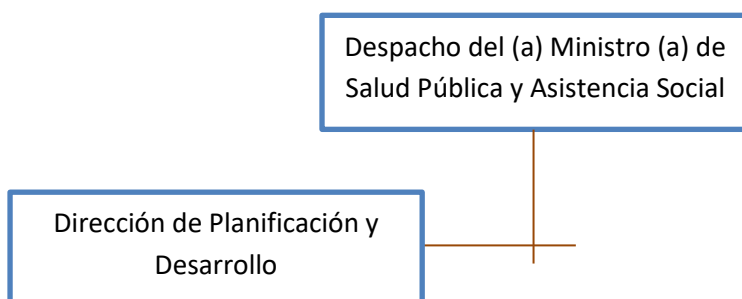 Despacho del (a) Ministro (a) de
Salud Pública y Asistencia Social
Dirección de Planificación y
Desarrollo